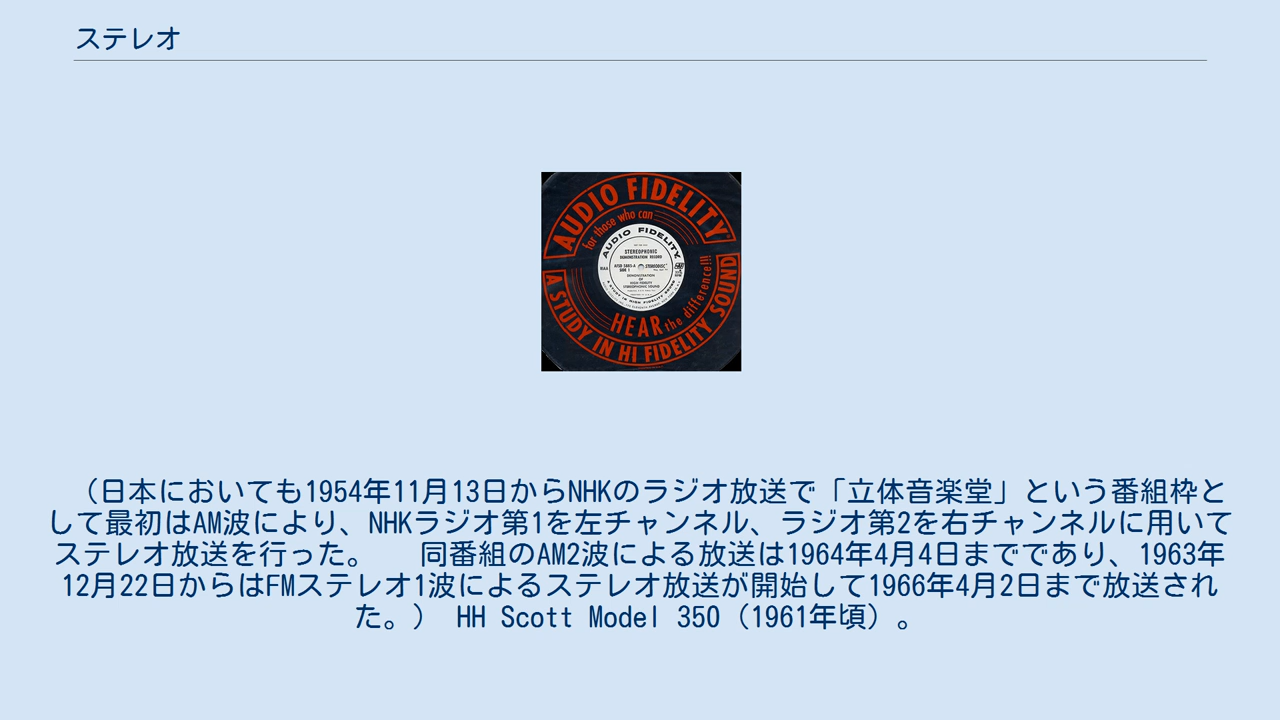 ステレオ
AUDIO FIDELITY
for those who can
AUDIO FIDELITY
STEREOPHONIC
DEMONSTRATION RECORD
SIDE 1
STEREODISC
DEMONSTRATION
OF
HIGH FIDELITY
STEREOPHONIC SOUND
HEAR the difference!!!
A STUDY IN HI FIDELITY SOUND
（日本においても1954年11月13日からNHKのラジオ放送で「立体音楽堂」という番組枠と
して最初はAM波により、NHKラジオ第1を左チャンネル、ラジオ第2を右チャンネルに用いて
ステレオ放送を行った。　　同番組のAM2波による放送は1964年4月4日までであり、1963年
12月22日からはFMステレオ1波によるステレオ放送が開始して1966年4月2日まで放送され
た。） HH Scott Model 350（1961年頃）。